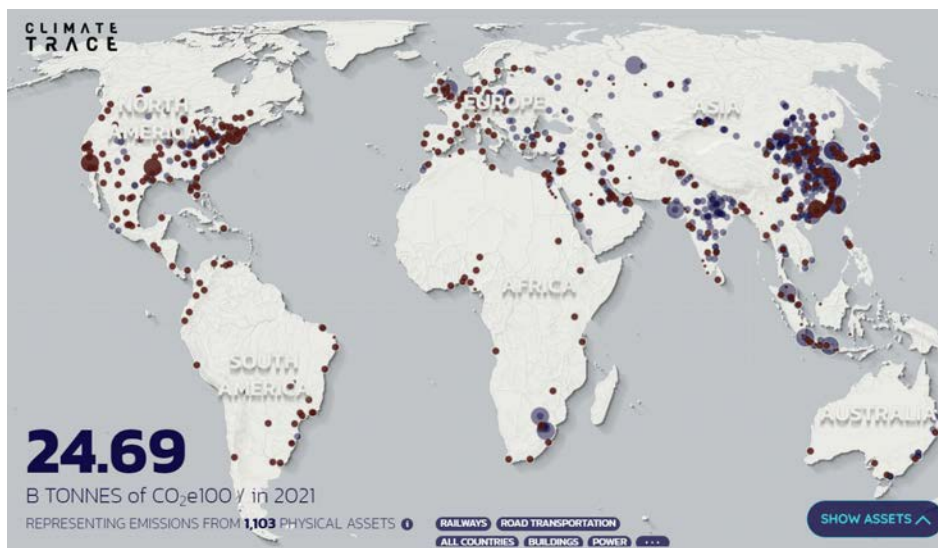 CLIMATE
TRACE
NORTH
AMERICA
EUROPE
ASIA
AFRICA
SOUTH
AMERICA
AUSTRALIA
24.69
B TONNES of CO₂e100 / in 2021
REPRESENTING EMISSIONS FROM 1,103 PHYSICAL ASSETS i
RAILWAYS ROAD TRANSPORTATION
ALL COUNTRIES BUILDINGS POWER ...
SHOW ASSETS